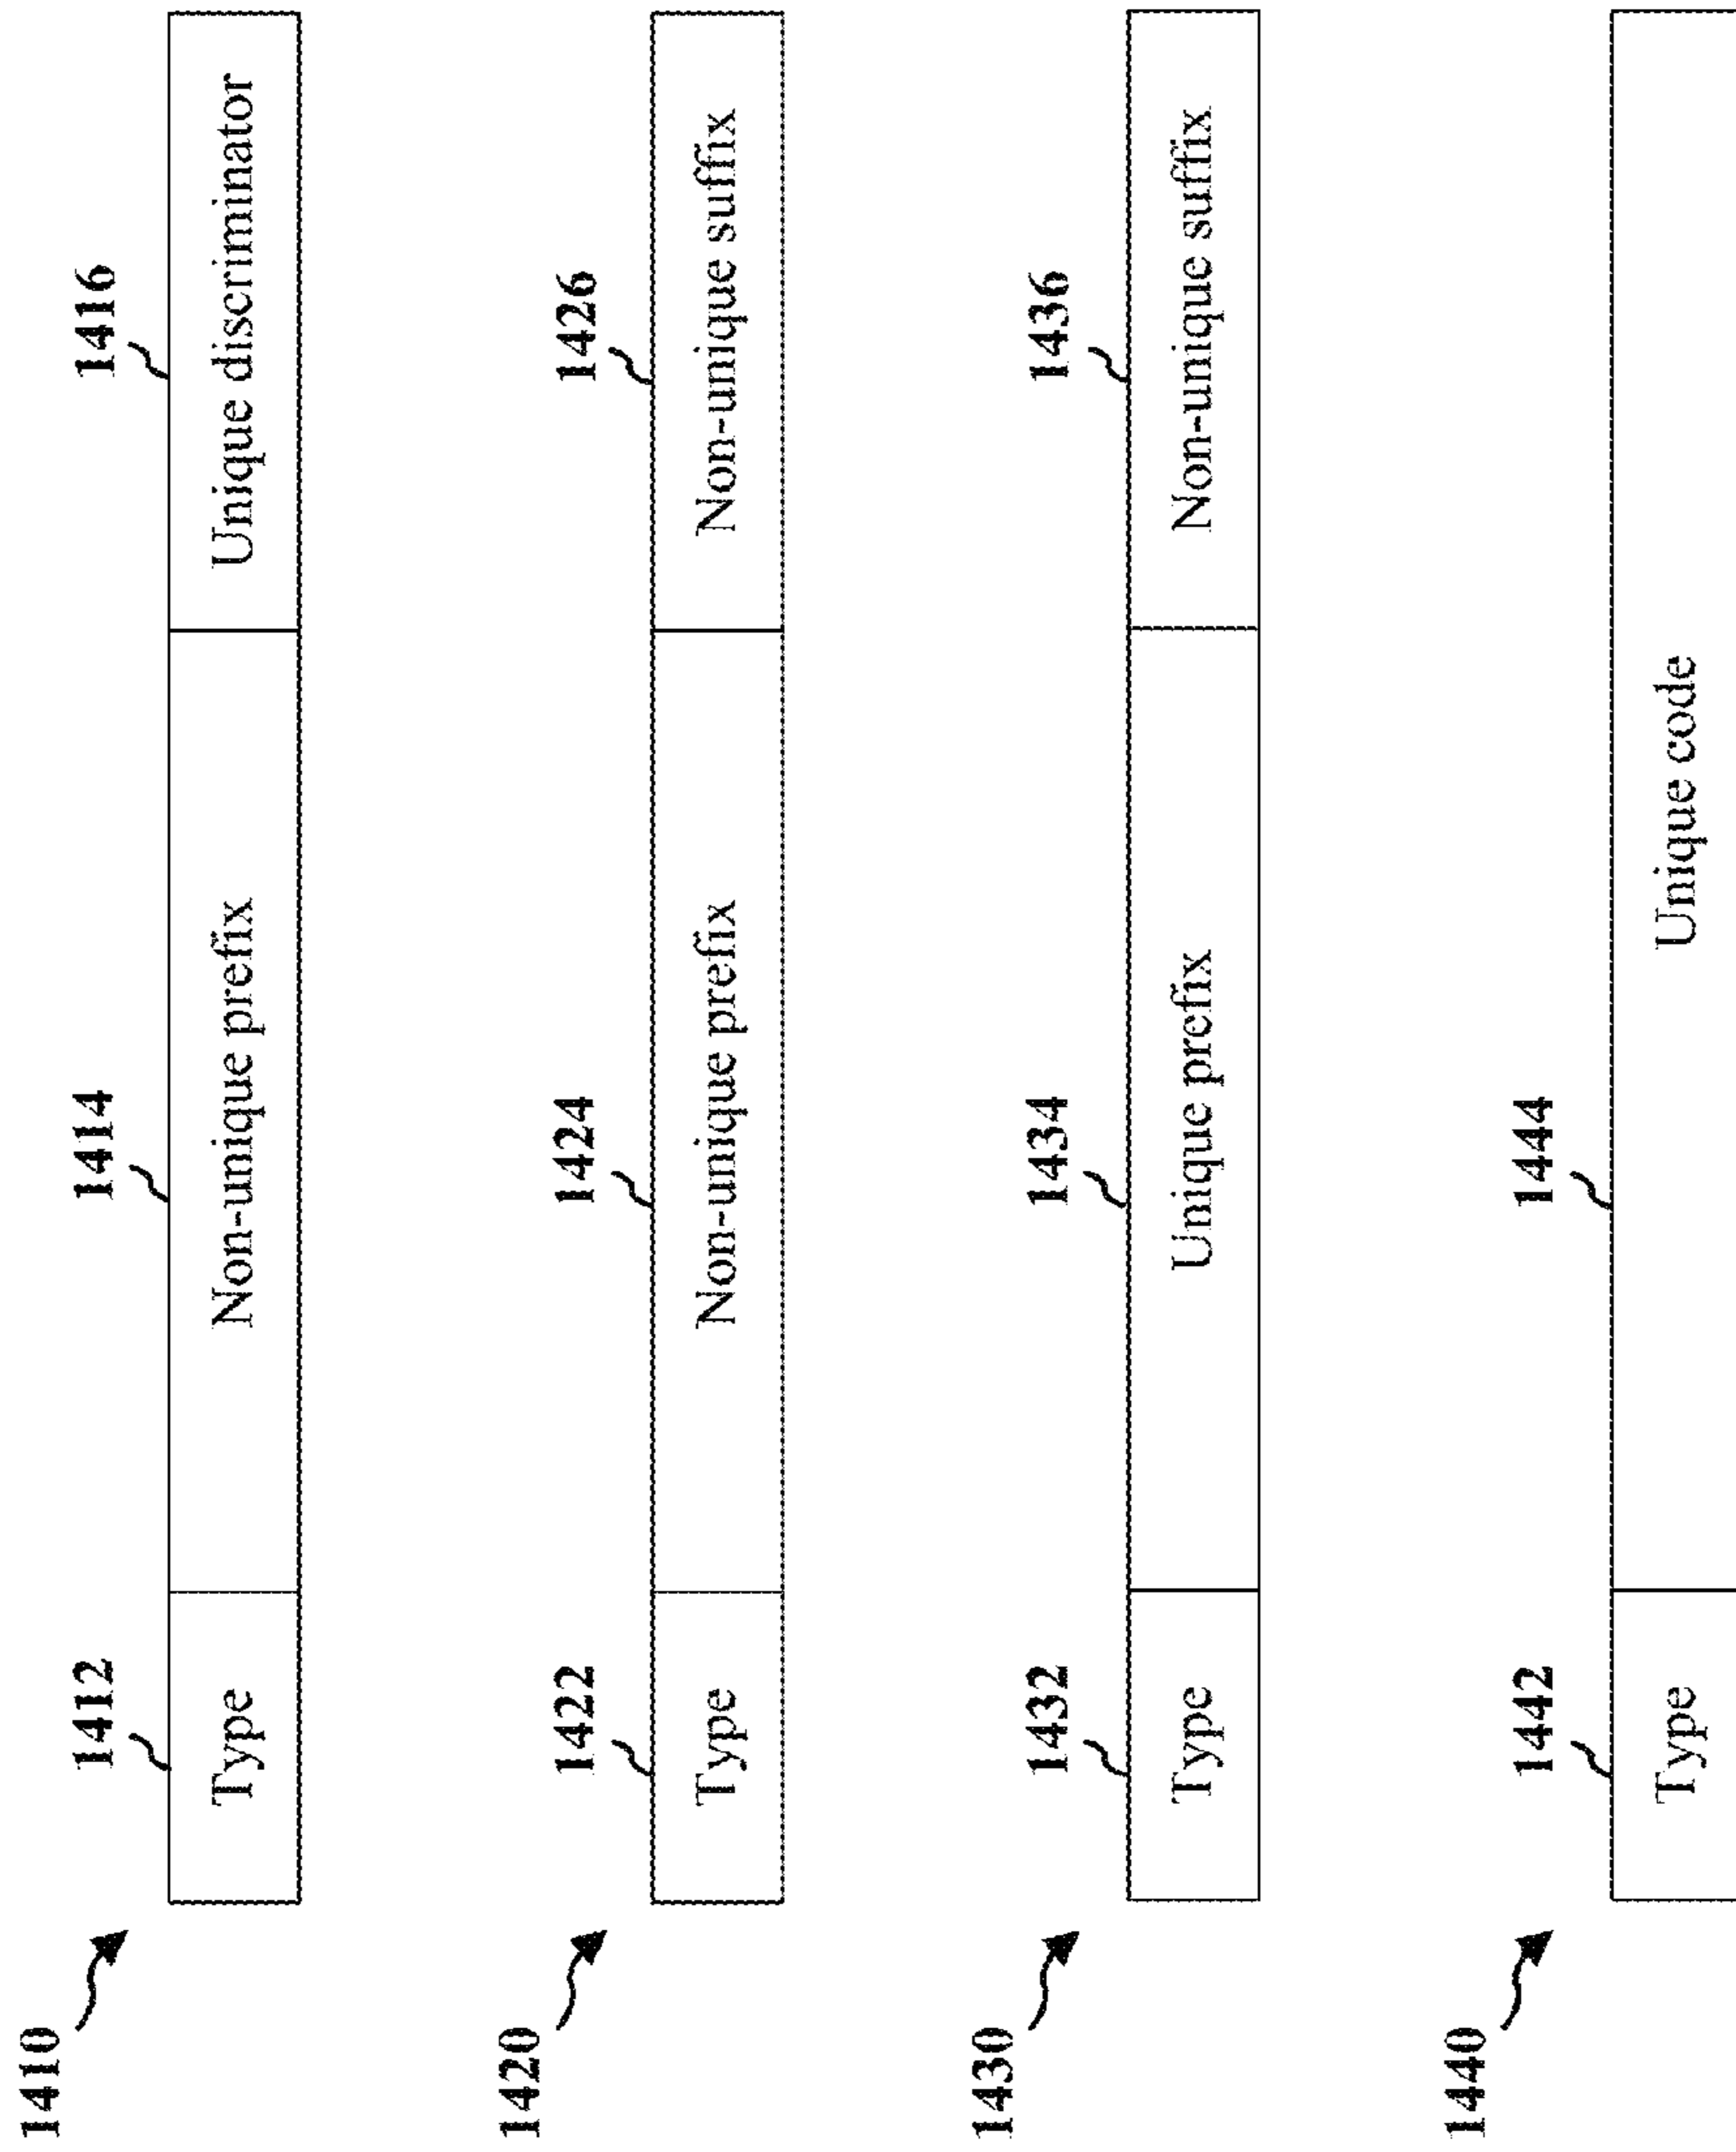 1410
1412 1414 1416
Type Non-unique prefix Unique discriminator
1420
1422 1424 1426
Type Non-unique prefix Non-unique suffix
1430
1432 1434 1436
Type Unique prefix Non-unique suffix
1440
1442 1444
Type Unique code